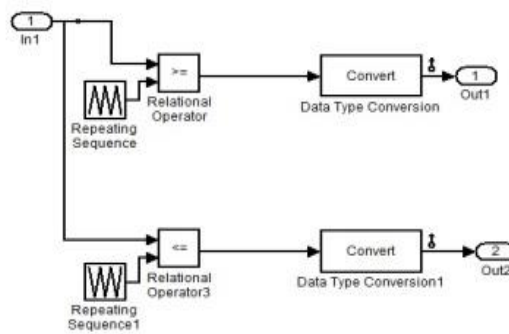 1
In1
>=
Relational
Operator
Repeating
Sequence
Convert
Data Type Conversion
1
Out1
<=
Relational
Operator3
Repeating
Sequence1
Convert
Data Type Conversion1
2
Out2